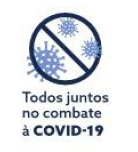 Todos juntos
no combate
à COVID-19